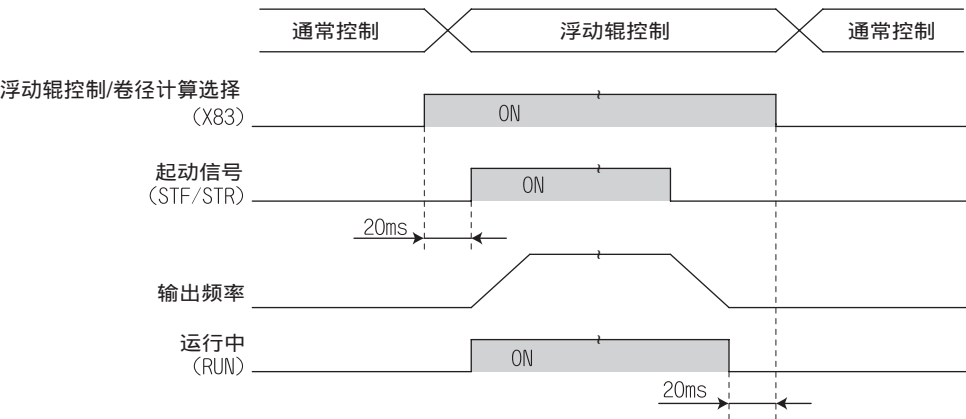 通常控制
浮动辊控制
通常控制
浮动辊控制/卷径计算选择
(X83)
ON
起动信号
(STF/STR)
ON
20ms
输出频率
运行中
(RUN)
ON
20ms